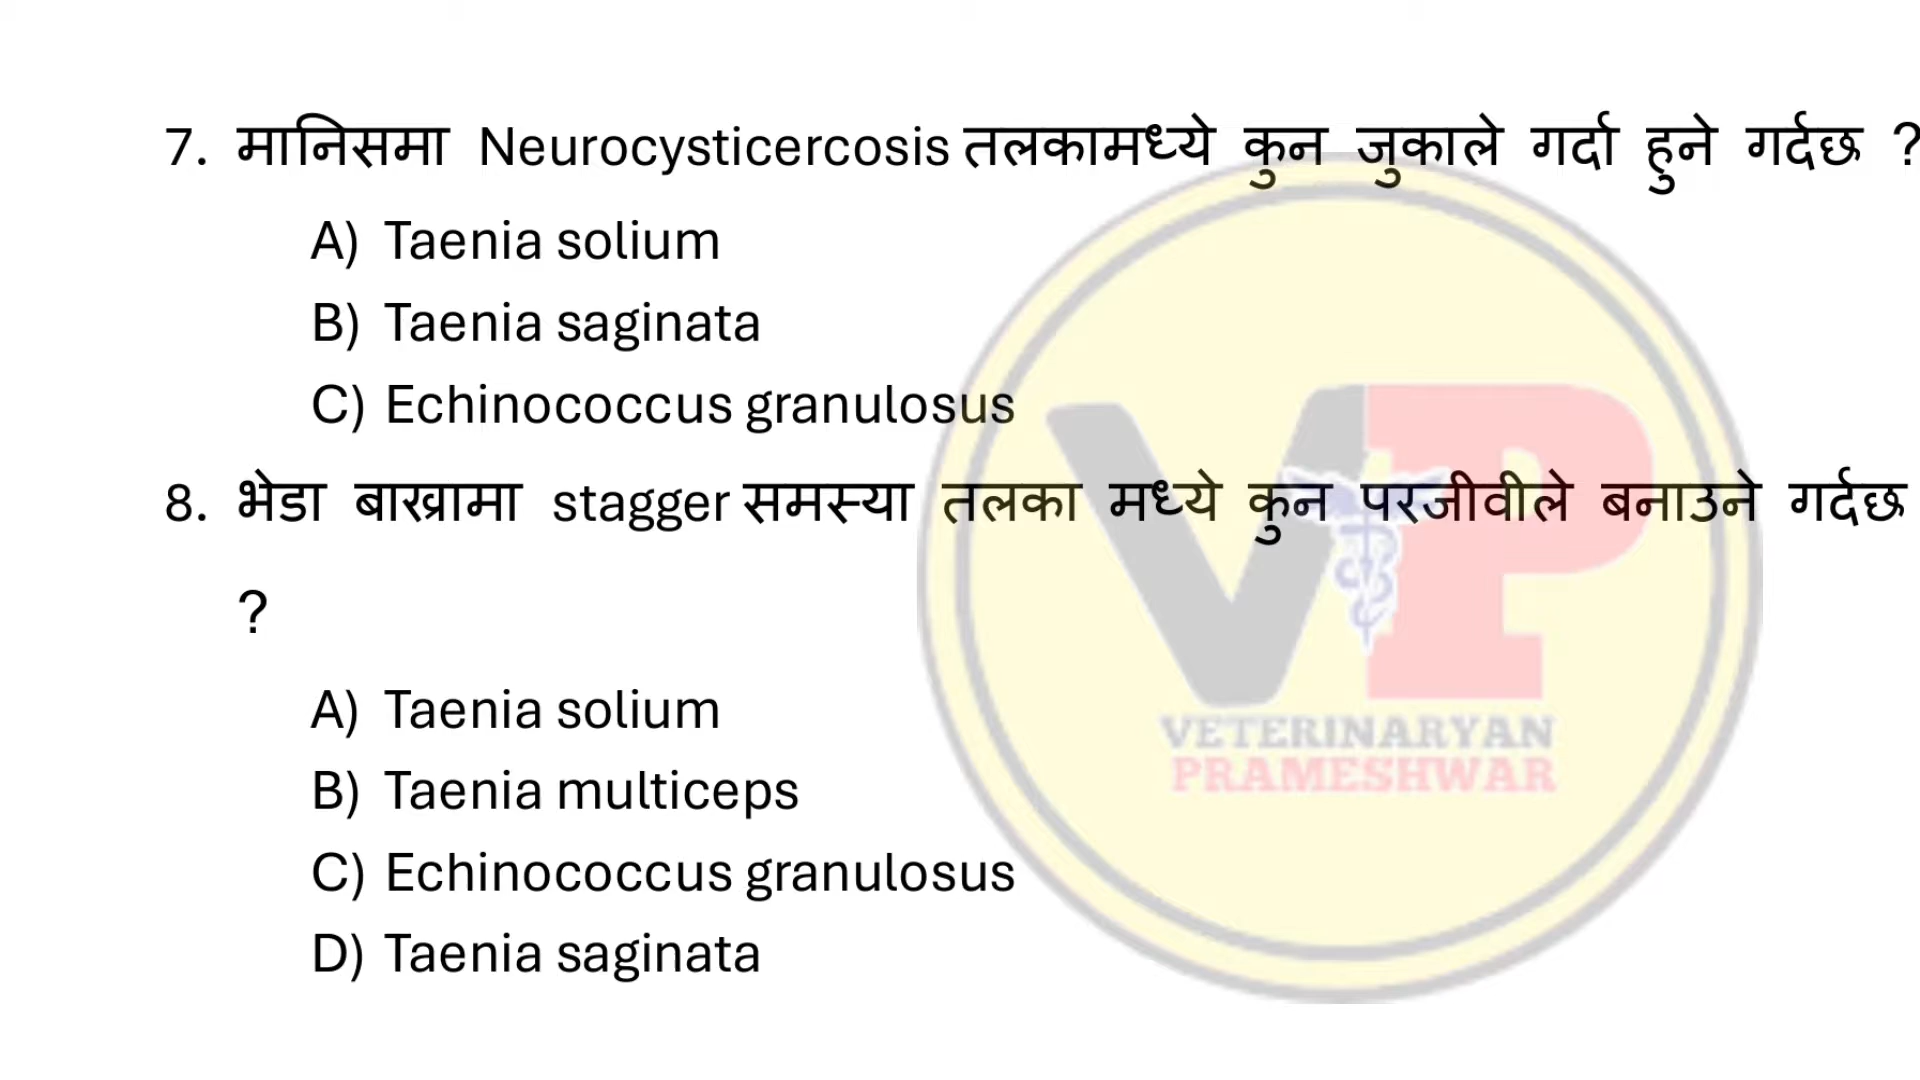 7. मानिसमा Neurocysticercosis तलकामध्ये कुन जुकाले गर्दा हुने गर्दछ ?
A) Taenia solium
B) Taenia saginata
C) Echinococcus granulosus
8. भेडा बाख्रामा stagger समस्या तलका मध्ये कुन परजीवीले बनाउने गर्दछ
?
A) Taenia solium
B) Taenia multiceps
C) Echinococcus granulosus
D) Taenia saginata
VP
VETERINARYAN
PRAMESHWAR